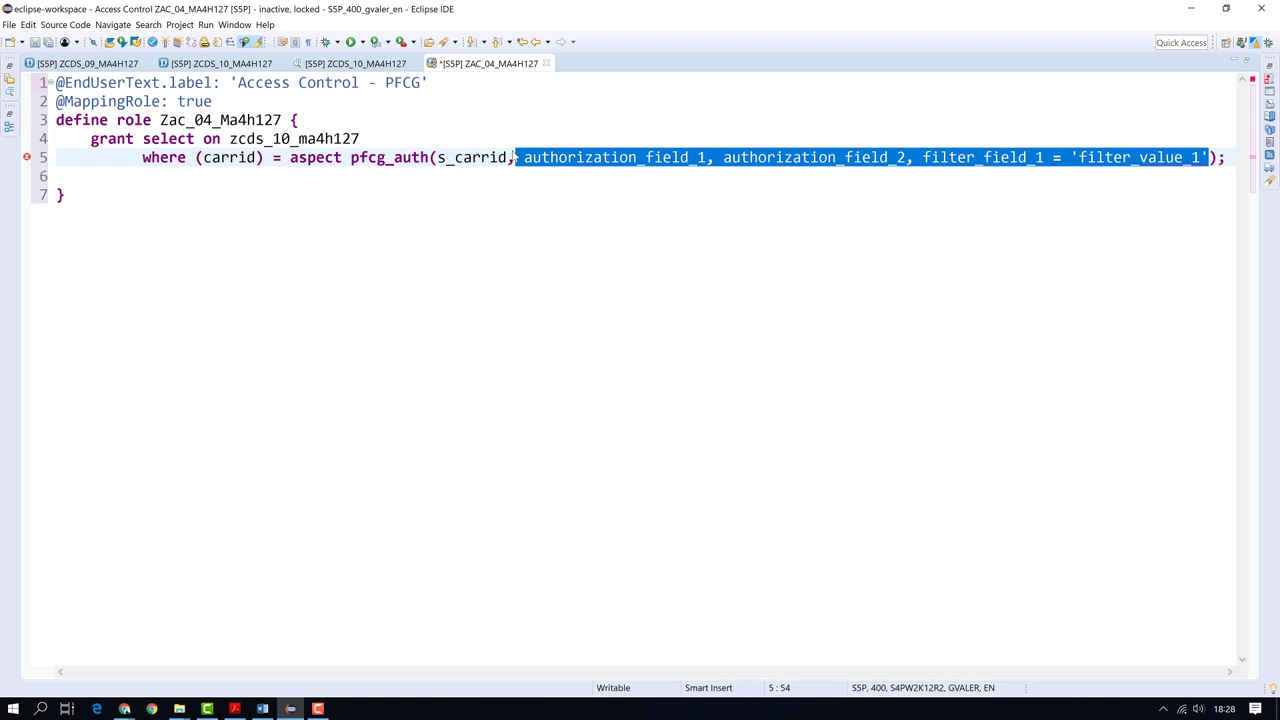 eclipse-workspace - Access Control ZAC_04_MA4H127 [S5P] - inactive, locked - S5P_400_gvaler_en - Eclipse IDE
File Edit Source Code Navigate Search Project Run Window Help
Quick Access
[S5P] ZCDS_09_MA4H127 [S5P] ZCDS_10_MA4H127 [S5P] ZCDS_10_MA4H127 *[S5P] ZAC_04_MA4H127
1 @EndUserText.label: 'Access Control - PFCG'
2 @MappingRole: true
3 define role Zac_04_Ma4h127 {
4 grant select on zcds_10_ma4h127
5 where (carrid) = aspect pfcg_auth(s_carrid, authorization_field_1, authorization_field_2, filter_field_1 = 'filter_value_1');
6
7 }
Writable Smart Insert 5 : 54 S5P, 400, S4PW2K12R2, GVALER, EN
18:28